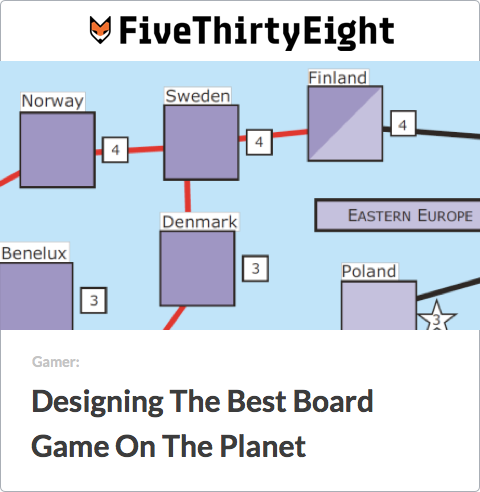 FiveThirtyEight
Finland
Norway
Sweden
4
4
4
EASTERN EUROPE
Denmark
Benelux
3
Poland
3
3
Gamer:
Designing The Best Board
Game On The Planet